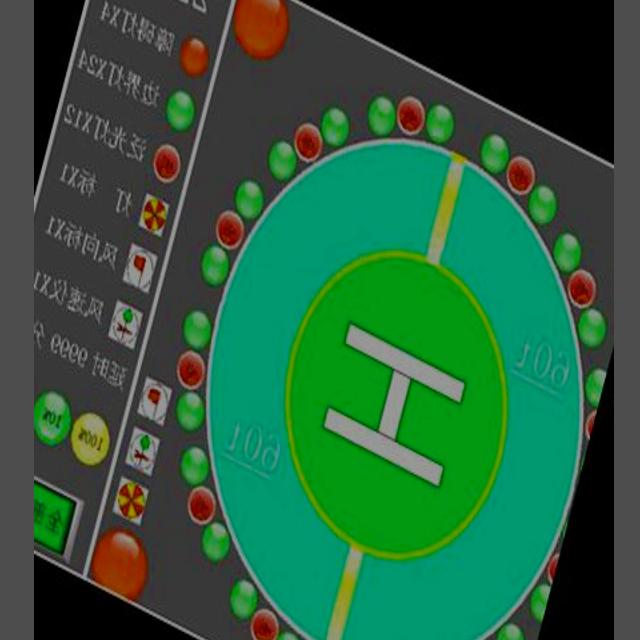 障碍灯X4
边界灯X24
泛光灯X12
灯 标X1
风向标X1
风速仪X1
延时 9999 分
10%
100%
全
60t
H
60t